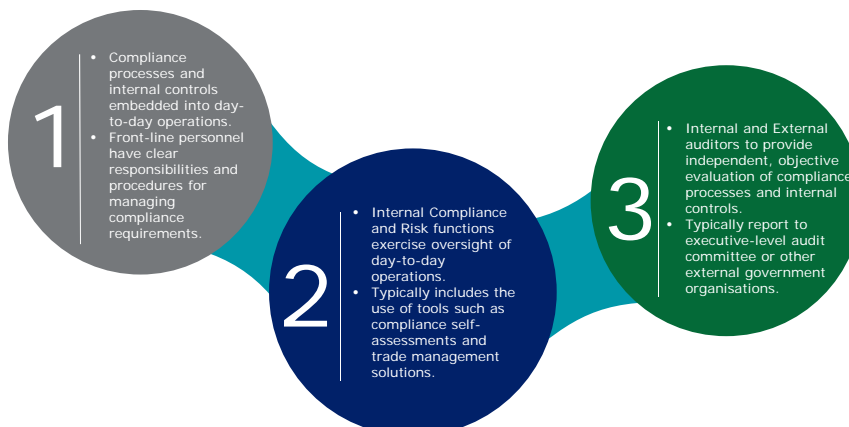 1
• Compliance
processes and
internal controls
embedded into day-
to-day operations.
• Front-line personnel
have clear
responsibilities and
procedures for
managing
compliance
requirements.
2
• Internal Compliance
and Risk functions
exercise oversight of
day-to-day
operations.
• Typically includes the
use of tools such as
compliance self-
assessments and
trade management
solutions.
3
• Internal and External
auditors to provide
independent, objective
evaluation of compliance
processes and internal
controls.
• Typically report to
executive-level audit
committee or other
external government
organisations.